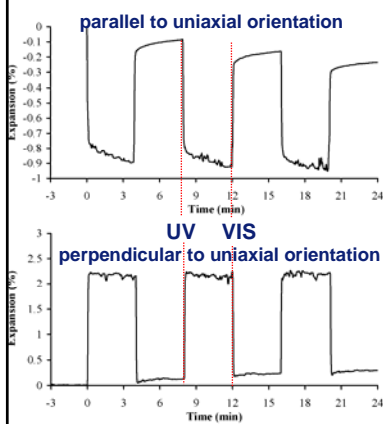 parallel to uniaxial orientation
Expansion (%)
0
-0.1
-0.2
-0.3
-0.4
-0.5
-0.6
-0.7
-0.8
-0.9
-1
-3 0 3 6 9 12 15 18 21 24
Time (min)
UV VIS
perpendicular to uniaxial orientation
Expansion (%)
3
2.5
2
1.5
1
0.5
0
-3 0 3 6 9 12 15 18 21 24
Time (min)